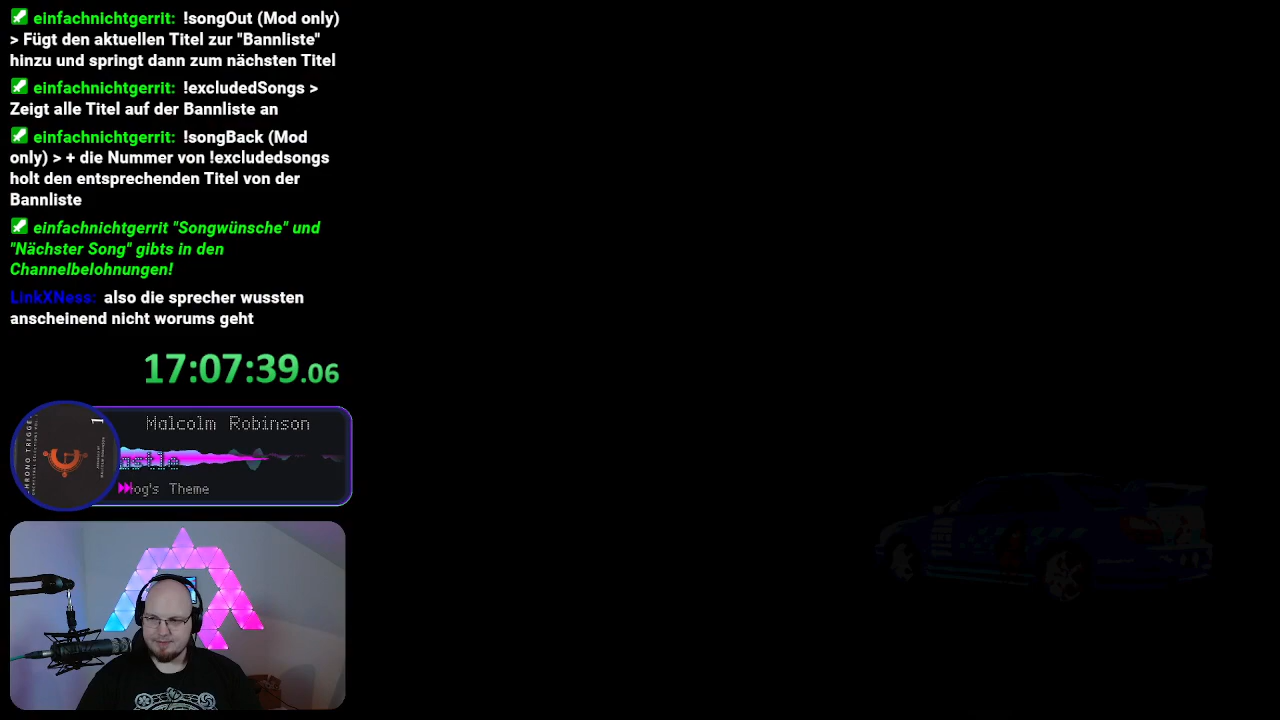 einfachnichtgerrit: !songOut (Mod only)
> Fügt den aktuellen Titel zur "Bannliste"
hinzu und springt dann zum nächsten Titel
einfachnichtgerrit: !excludedSongs >
Zeigt alle Titel auf der Bannliste an
einfachnichtgerrit: !songBack (Mod
only) > + die Nummer von !excludedsongs
holt den entsprechenden Titel von der
Bannliste
einfachnichtgerrit "Songwünsche" und
"Nächster Song" gibts in den
Channelbelohnungen!
LinkXNess: also die sprecher wussten
anscheinend nicht worums geht
17:07:39.06
Malcolm Robinson
Theme